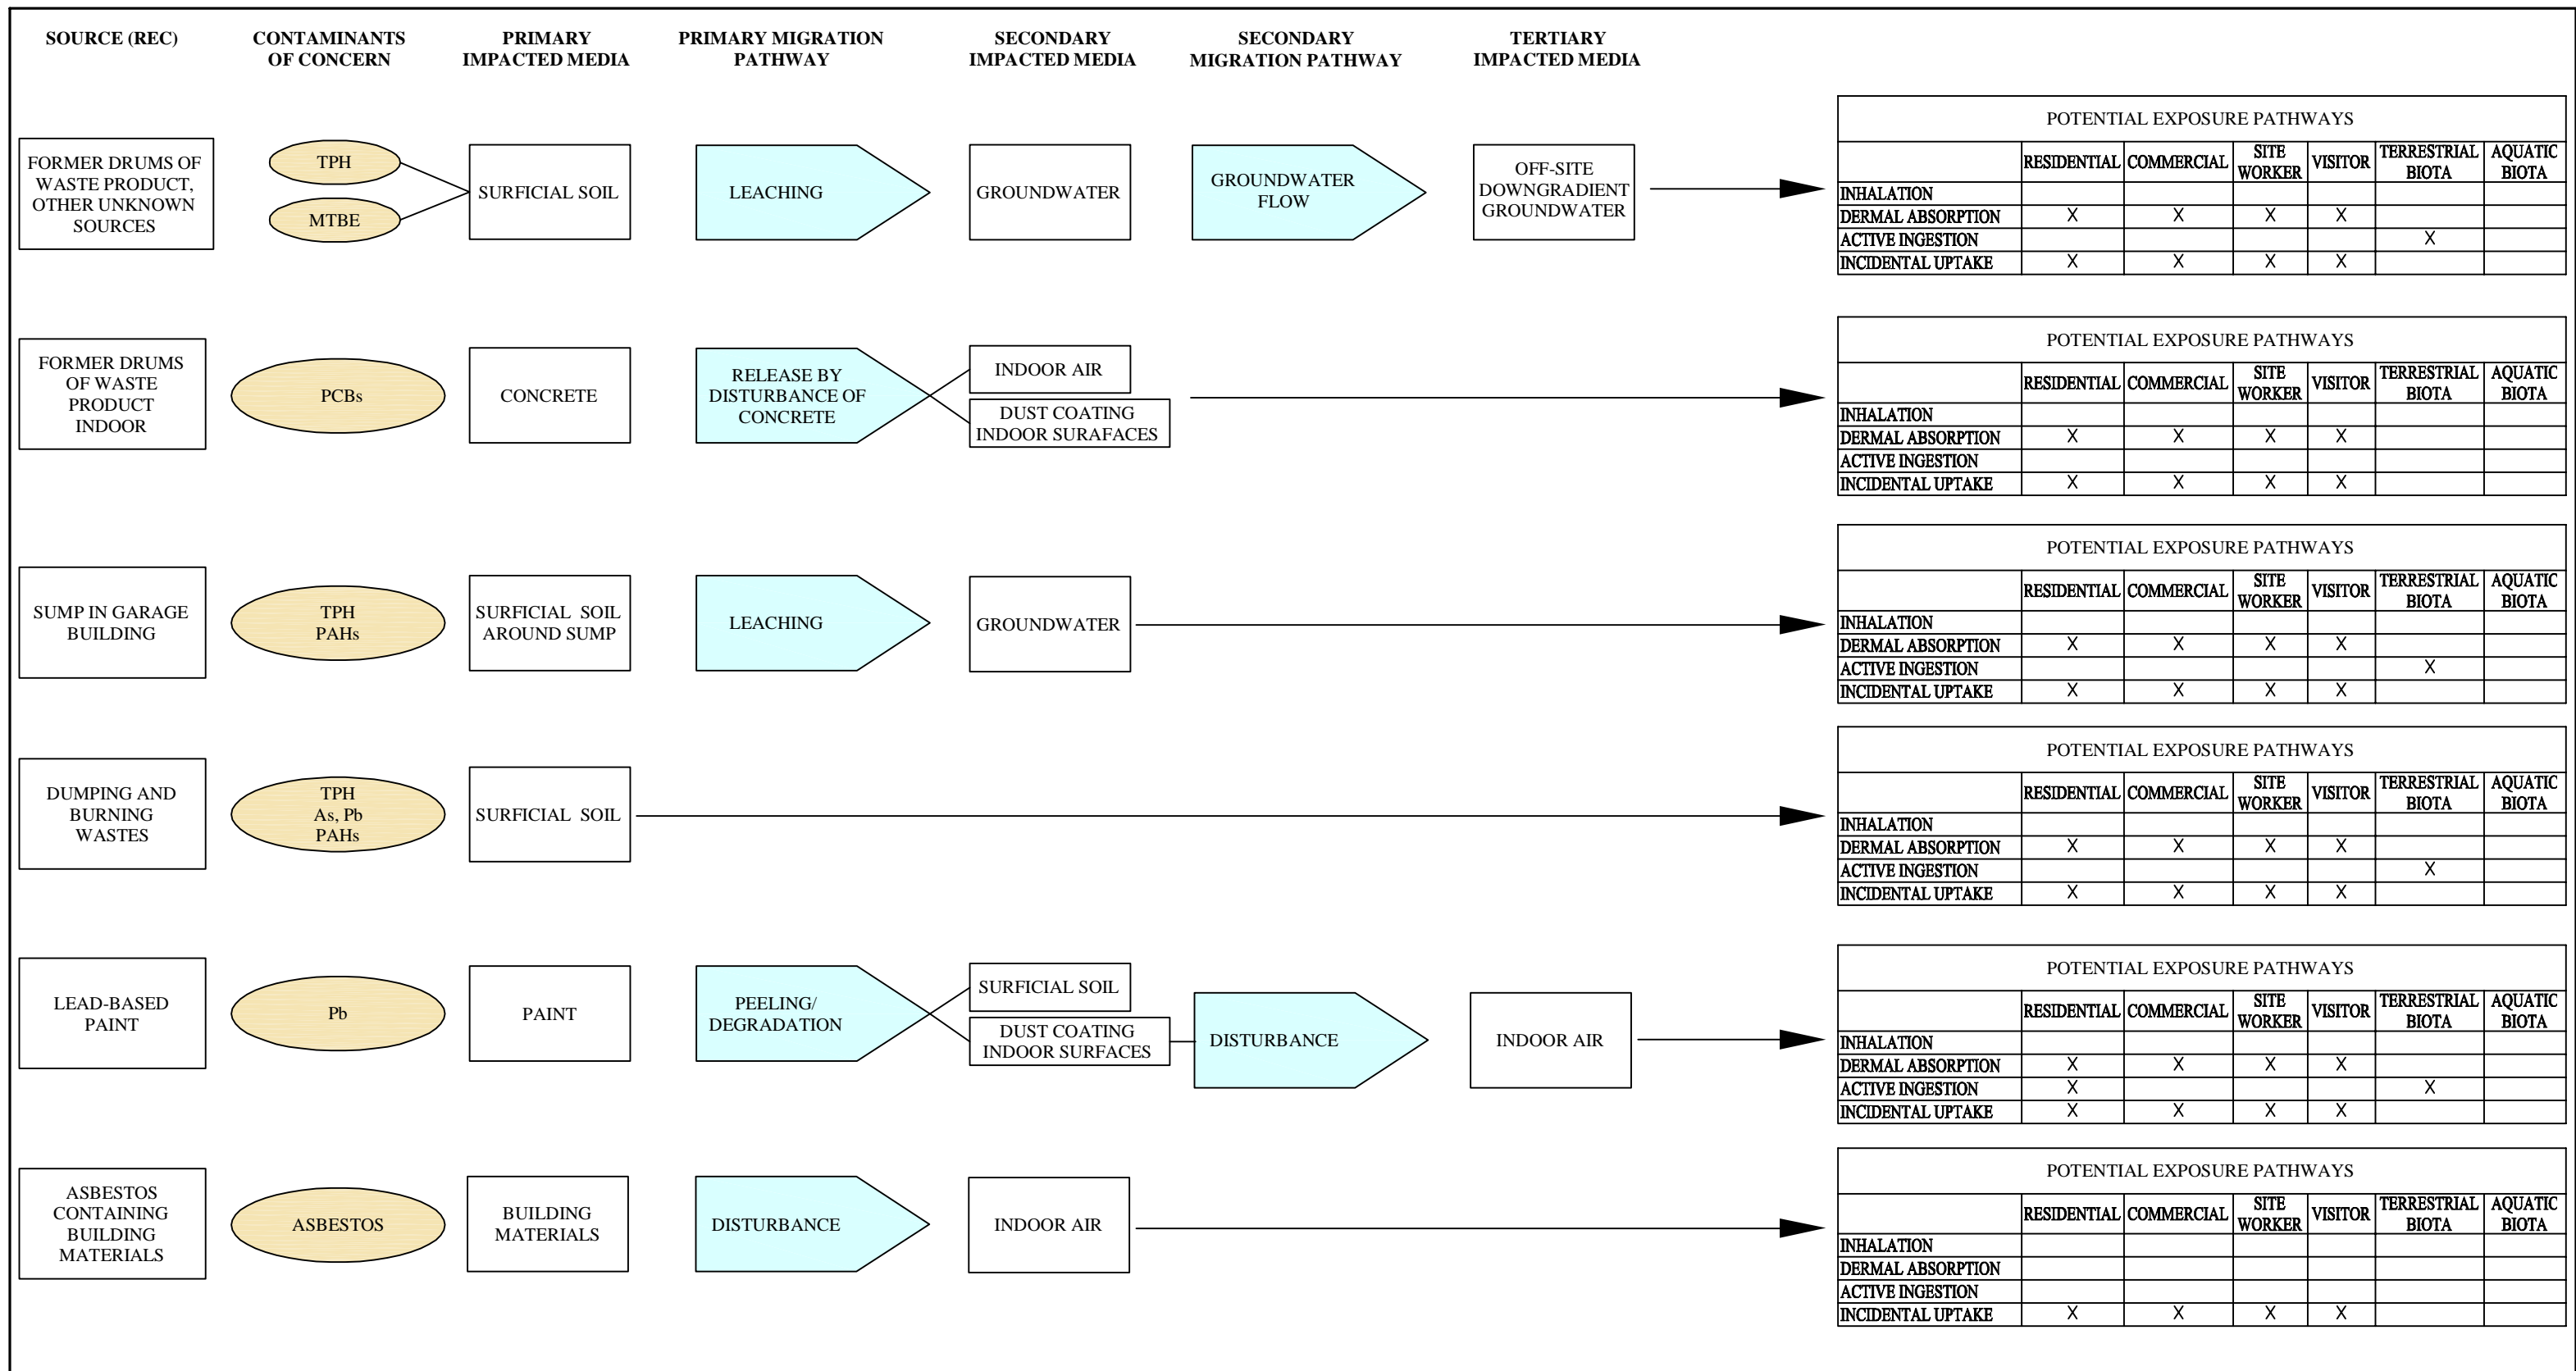 SOURCE (REC)
CONTAMINANTS
OF CONCERN
PRIMARY
IMPACTED MEDIA
PRIMARY MIGRATION
PATHWAY
SECONDARY
IMPACTED MEDIA
SECONDARY
MIGRATION PATHWAY
TERTIARY
IMPACTED MEDIA
FORMER DRUMS OF
WASTE PRODUCT,
OTHER UNKNOWN
SOURCES
TPH
MTBE
SURFICIAL SOIL
LEACHING
GROUNDWATER
GROUNDWATER
FLOW
OFF-SITE
DOWNGRADIENT
GROUNDWATER
POTENTIAL EXPOSURE PATHWAYS
RESIDENTIAL COMMERCIAL SITE WORKER VISITOR TERRESTRIAL BIOTA AQUATIC BIOTA
INHALATION
DERMAL ABSORPTION X X X X
ACTIVE INGESTION X
INCIDENTAL UPTAKE X X X X
FORMER DRUMS
OF WASTE
PRODUCT
INDOOR
PCBs
CONCRETE
RELEASE BY
DISTURBANCE OF
CONCRETE
INDOOR AIR
DUST COATING
INDOOR SURAFACES
POTENTIAL EXPOSURE PATHWAYS
RESIDENTIAL COMMERCIAL SITE WORKER VISITOR TERRESTRIAL BIOTA AQUATIC BIOTA
INHALATION
DERMAL ABSORPTION X X X X
ACTIVE INGESTION
INCIDENTAL UPTAKE X X X X
SUMP IN GARAGE
BUILDING
TPH
PAHs
SURFICIAL SOIL
AROUND SUMP
LEACHING
GROUNDWATER
POTENTIAL EXPOSURE PATHWAYS
RESIDENTIAL COMMERCIAL SITE WORKER VISITOR TERRESTRIAL BIOTA AQUATIC BIOTA
INHALATION
DERMAL ABSORPTION X X X X
ACTIVE INGESTION X
INCIDENTAL UPTAKE X X X X
DUMPING AND
BURNING
WASTES
TPH
As, Pb
PAHs
SURFICIAL SOIL
POTENTIAL EXPOSURE PATHWAYS
RESIDENTIAL COMMERCIAL SITE WORKER VISITOR TERRESTRIAL BIOTA AQUATIC BIOTA
INHALATION
DERMAL ABSORPTION X X X X
ACTIVE INGESTION X
INCIDENTAL UPTAKE X X X X
LEAD-BASED
PAINT
Pb
PAINT
PEELING/
DEGRADATION
SURFICIAL SOIL
DUST COATING
INDOOR SURFACES
DISTURBANCE
INDOOR AIR
POTENTIAL EXPOSURE PATHWAYS
RESIDENTIAL COMMERCIAL SITE WORKER VISITOR TERRESTRIAL BIOTA AQUATIC BIOTA
INHALATION
DERMAL ABSORPTION X X X X
ACTIVE INGESTION X X
INCIDENTAL UPTAKE X X X X
ASBESTOS
CONTAINING
BUILDING
MATERIALS
ASBESTOS
BUILDING
MATERIALS
DISTURBANCE
INDOOR AIR
POTENTIAL EXPOSURE PATHWAYS
RESIDENTIAL COMMERCIAL SITE WORKER VISITOR TERRESTRIAL BIOTA AQUATIC BIOTA
INHALATION
DERMAL ABSORPTION
ACTIVE INGESTION
INCIDENTAL UPTAKE X X X X